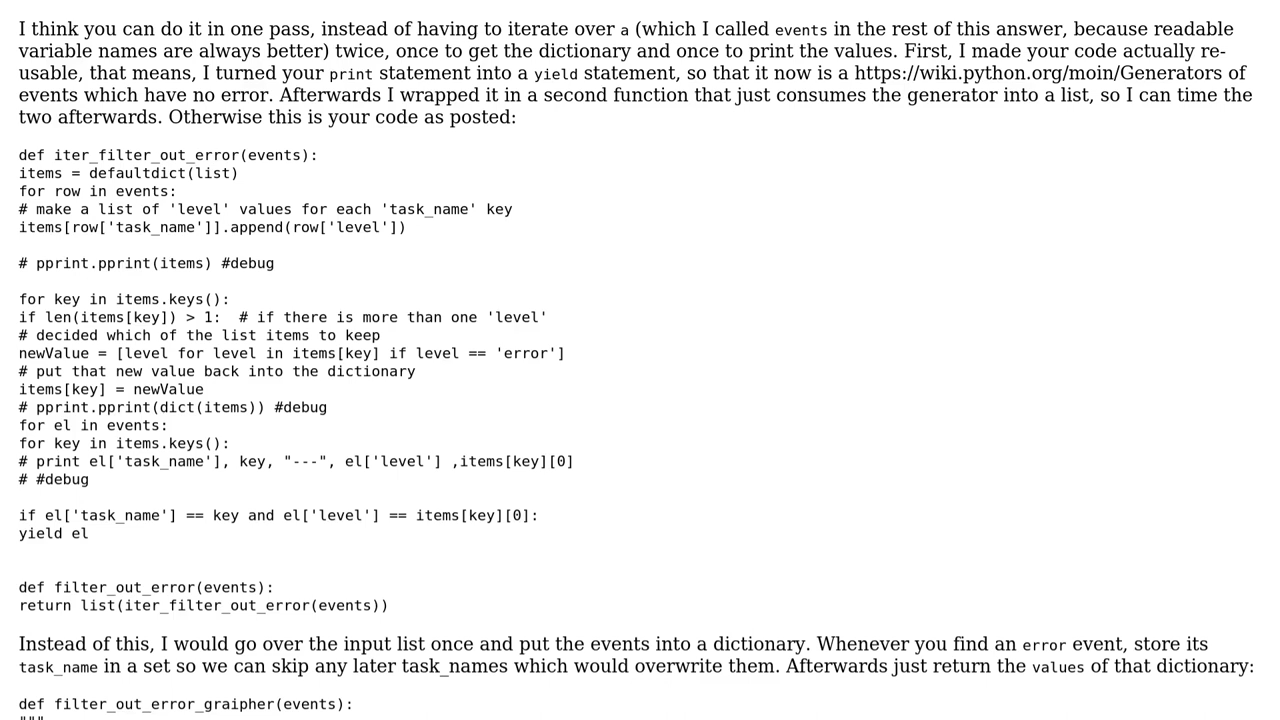 I think you can do it in one pass, instead of having to iterate over a (which I called events in the rest of this answer, because readable
variable names are always better) twice, once to get the dictionary and once to print the values. First, I made your code actually re-
usable, that means, I turned your print statement into a yield statement, so that it now is a https://wiki.python.org/moin/Generators of
events which have no error. Afterwards I wrapped it in a second function that just consumes the generator into a list, so I can time the
two afterwards. Otherwise this is your code as posted:
def iter_filter_out_error(events):
items = defaultdict(list)
for row in events:
# make a list of 'level' values for each 'task_name' key
items[row['task_name']].append(row['level'])
# pprint.pprint(items) #debug
for key in items.keys():
if len(items[key]) > 1:  # if there is more than one 'level'
# decided which of the list items to keep
newValue = [level for level in items[key] if level == 'error']
# put that new value back into the dictionary
items[key] = newValue
# pprint.pprint(dict(items)) #debug
for el in events:
for key in items.keys():
# print el['task_name'], key, "---", el['level'] ,items[key][0]
# #debug
if el['task_name'] == key and el['level'] == items[key][0]:
yield el
def filter_out_error(events):
return list(iter_filter_out_error(events))
Instead of this, I would go over the input list once and put the events into a dictionary. Whenever you find an error event, store its
task_name in a set so we can skip any later task_names which would overwrite them. Afterwards just return the values of that dictionary:
def filter_out_error_graipher(events):
"""